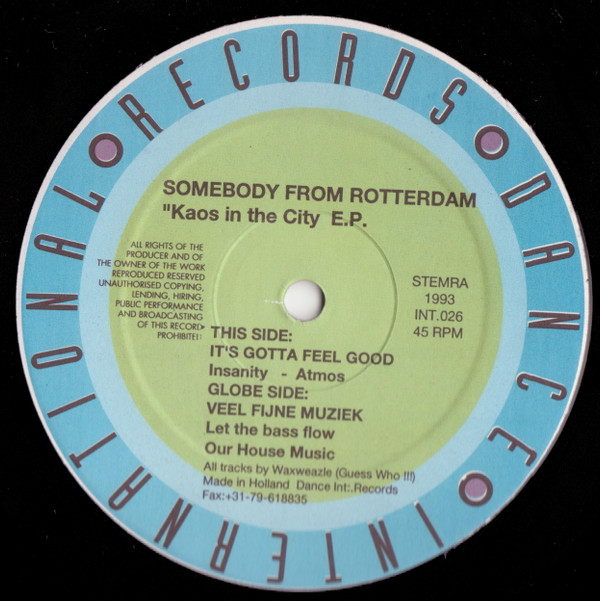 DANCE INTERNATIONAL RECORDS
SOMEBODY FROM ROTTERDAM
"Kaos in the City E.P.
ALL RIGHTS OF THE
PRODUCER AND OF
THE OWNER OF THE WORK
REPRODUCED RESERVED
UNAUTHORISED COPYING,
LENDING, HIRING,
PUBLIC PERFORMANCE
AND BROADCASTING
OF THIS RECORD
PROHIBITE!:
STEMRA
1993
INT.026
45 RPM
THIS SIDE:
IT'S GOTTA FEEL GOOD
Insanity - Atmos
GLOBE SIDE:
VEEL FIJNE MUZIEK
Let the bass flow
Our House Music
All tracks by Waxweazle (Guess Who !!!)
Made in Holland Dance Int:.Records
Fax:+31-79-618835